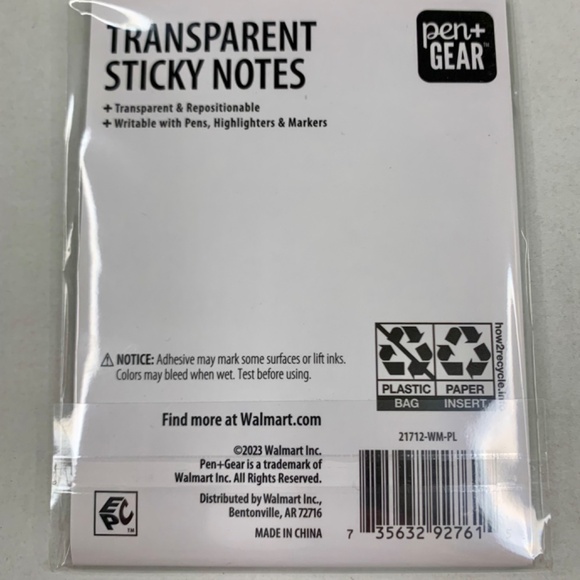 TRANSPARENT
STICKY NOTES
+ Transparent & Repositionable
+ Writable with Pens, Highlighters & Markers
pen+
GEAR™
⚠ NOTICE: Adhesive may mark some surfaces or lift inks.
Colors may bleed when wet. Test before using.
PLASTIC PAPER
BAG INSERT
how2recycle.info
Find more at Walmart.com
©2023 Walmart Inc.
Pen+Gear is a trademark of
Walmart Inc. All Rights Reserved.
Distributed by Walmart Inc.,
Bentonville, AR 72716
MADE IN CHINA
EPC™
21712-WM-PL
7 35632 92761